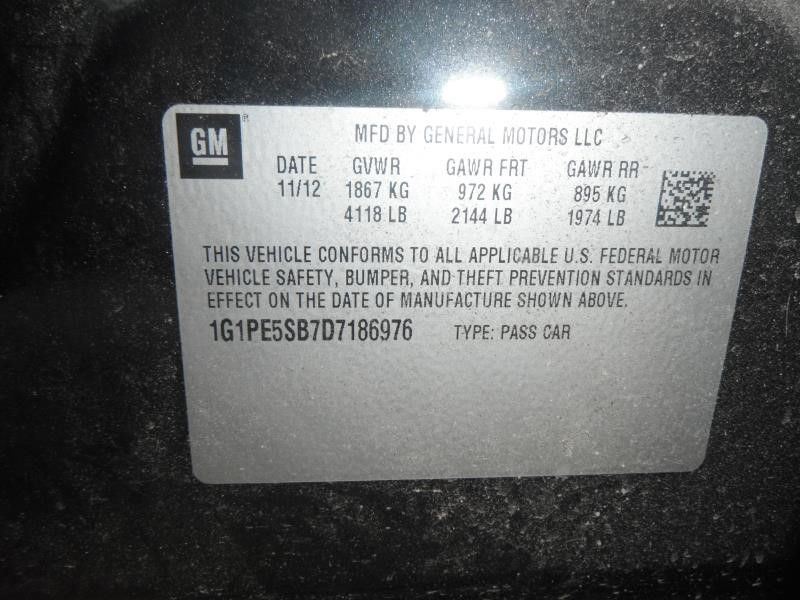 GM®
MFD BY GENERAL MOTORS LLC
DATE GVWR GAWR FRT GAWR RR
11/12 1867 KG 972 KG 895 KG
4118 LB 2144 LB 1974 LB
THIS VEHICLE CONFORMS TO ALL APPLICABLE U.S. FEDERAL MOTOR
VEHICLE SAFETY, BUMPER, AND THEFT PREVENTION STANDARDS IN
EFFECT ON THE DATE OF MANUFACTURE SHOWN ABOVE.
1G1PE5SB7D7186976 TYPE: PASS CAR